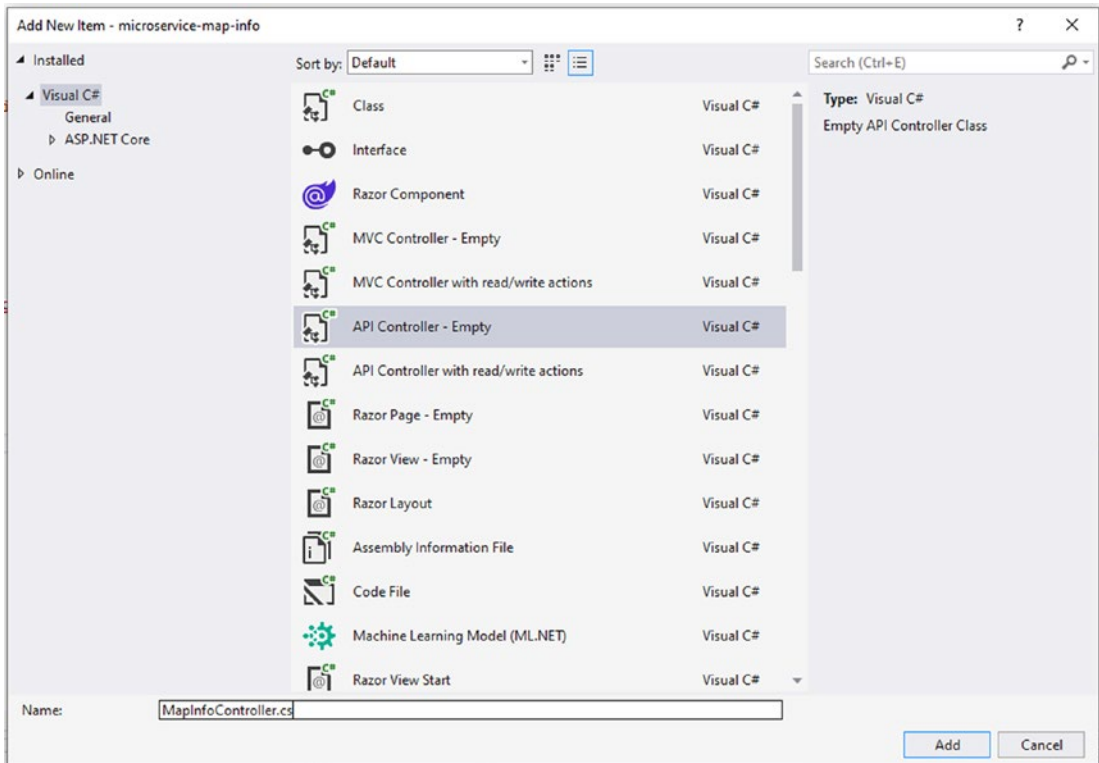 Add New Item - microservice-map-info ? ×
Installed
Visual C#
General
ASP.NET Core
Online
Sort by: Default
Search (Ctrl+E)
Class Visual C#
Interface Visual C#
Razor Component Visual C#
MVC Controller - Empty Visual C#
MVC Controller with read/write actions Visual C#
API Controller - Empty Visual C#
API Controller with read/write actions Visual C#
Razor Page - Empty Visual C#
Razor View - Empty Visual C#
Razor Layout Visual C#
Assembly Information File Visual C#
Code File Visual C#
Machine Learning Model (ML.NET) Visual C#
Razor View Start Visual C#
Type: Visual C#
Empty API Controller Class
Name: MapInfoController.cs
Add Cancel